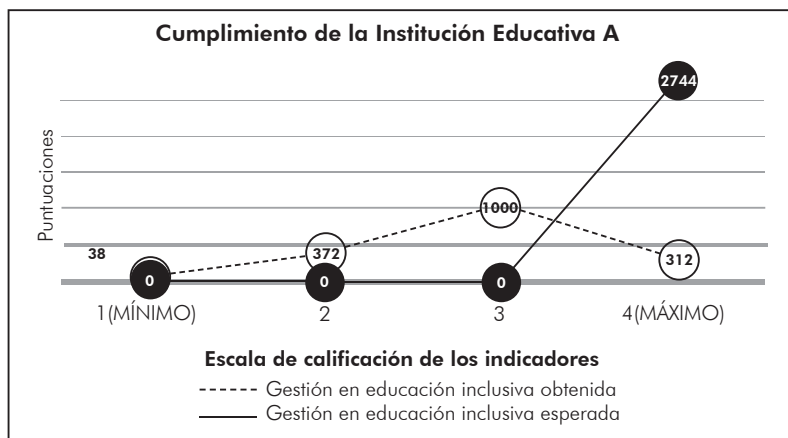 Cumplimiento de la Institución Educativa A
Puntuaciones
2744
1000
38
372
312
0
0
0
1(MÍNIMO)
2
3
4(MÁXIMO)
Escala de calificación de los indicadores
Gestión en educación inclusiva obtenida
Gestión en educación inclusiva esperada